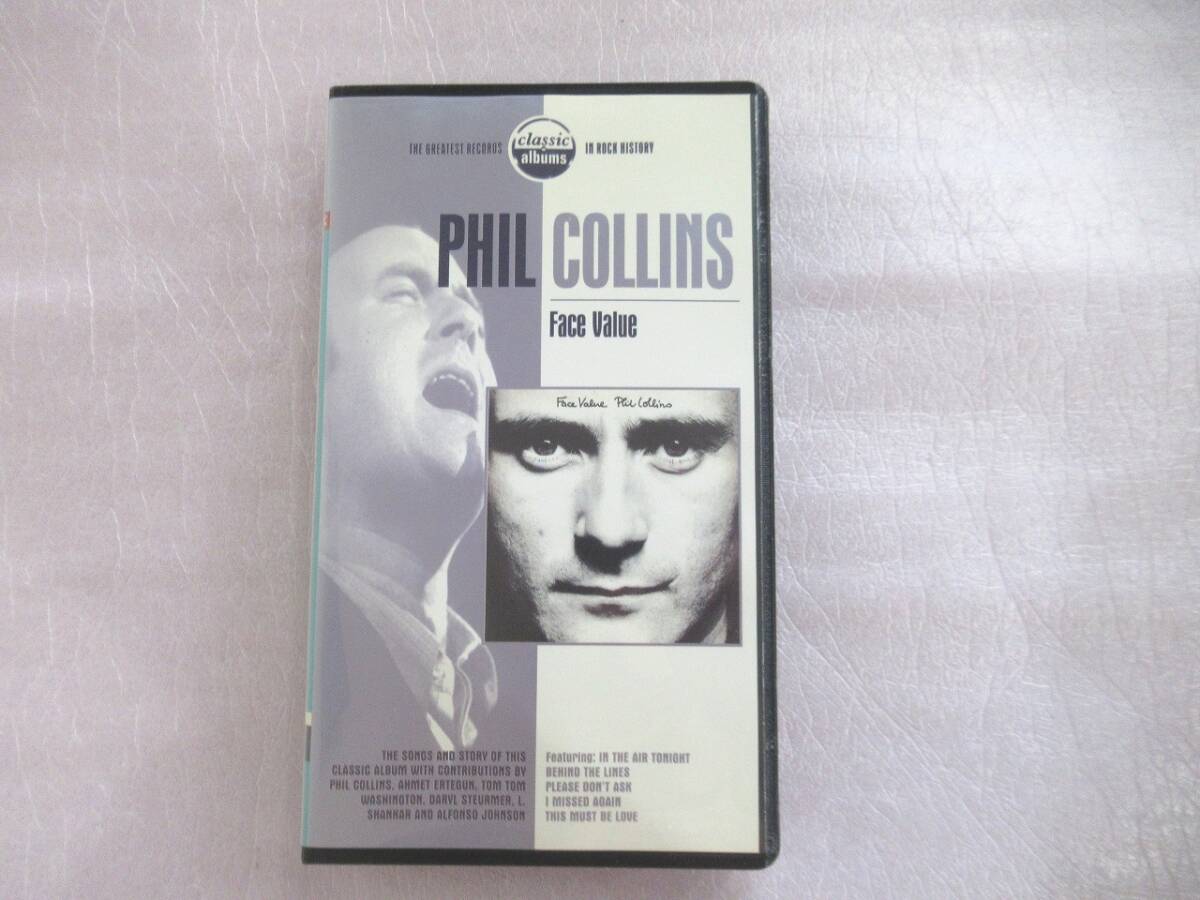 THE GREATEST RECORDS classic albums IN ROCK HISTORY
PHIL COLLINS
Face Value
Face Value Phil Collins
THE SONGS AND STORY OF THIS
CLASSIC ALBUM WITH CONTRIBUTIONS BY
PHIL COLLINS, AHMET ERTEGUN, TOM TOM
WASHINGTON, DARYL STEURMER, L.
SHANKAR AND ALFONSO JOHNSON
Featuring: IN THE AIR TONIGHT
BEHIND THE LINES
PLEASE DON'T ASK
I MISSED AGAIN
THIS MUST BE LOVE